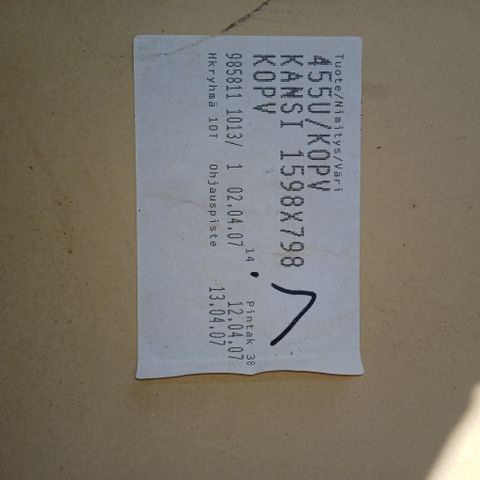 Tuote/Nimitys/Väri
455U/KOPV
KANSI 1598X798
KOPV
14 Pintak 38
985811 1013/ 1 02.04.07 12.04.07
Hkryhmä 10T Ohjauspiste 13.04.07